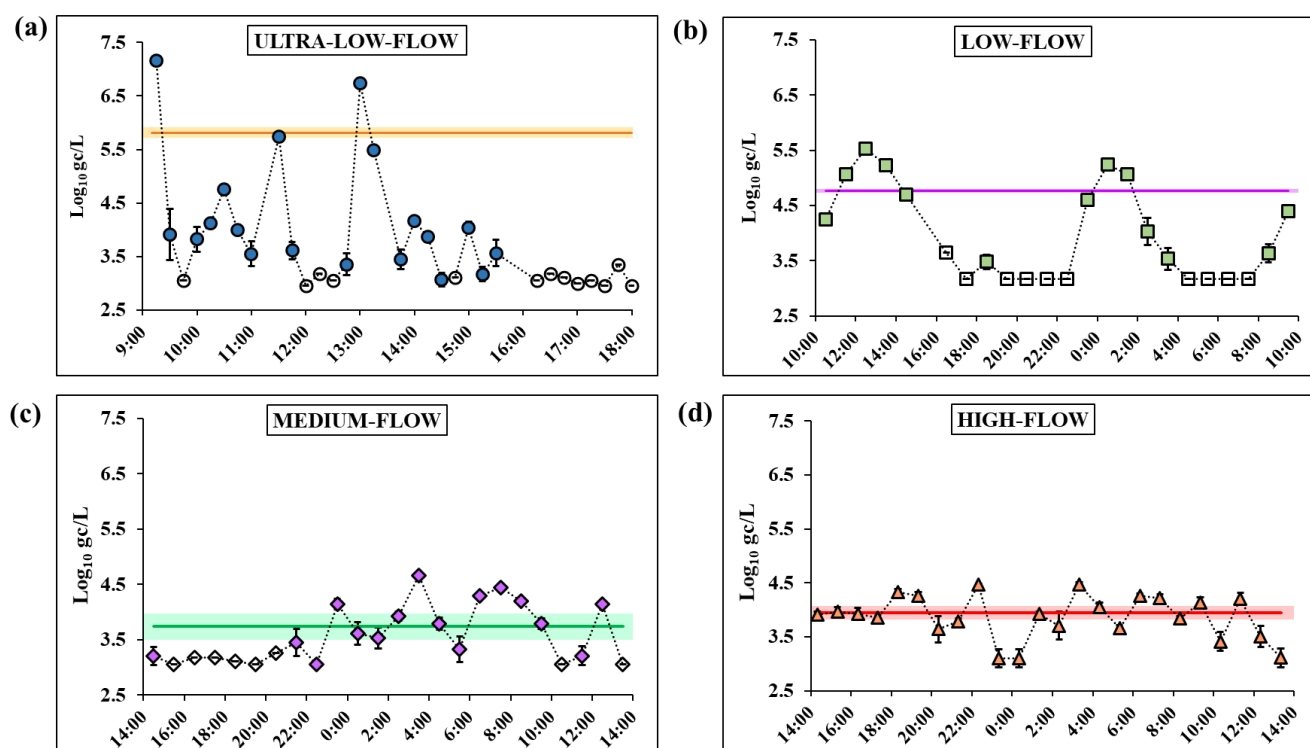 (a)
ULTRA-LOW-FLOW
Log₁₀ gc/L
7.5
6.5
5.5
4.5
3.5
2.5
9:00 10:00 11:00 12:00 13:00 14:00 15:00 16:00 17:00 18:00
(b)
LOW-FLOW
Log₁₀ gc/L
7.5
6.5
5.5
4.5
3.5
2.5
10:00 12:00 14:00 16:00 18:00 20:00 22:00 0:00 2:00 4:00 6:00 8:00 10:00
(c)
MEDIUM-FLOW
Log₁₀ gc/L
7.5
6.5
5.5
4.5
3.5
2.5
14:00 16:00 18:00 20:00 22:00 0:00 2:00 4:00 6:00 8:00 10:00 12:00 14:00
(d)
HIGH-FLOW
Log₁₀ gc/L
7.5
6.5
5.5
4.5
3.5
2.5
14:00 16:00 18:00 20:00 22:00 0:00 2:00 4:00 6:00 8:00 10:00 12:00 14:00